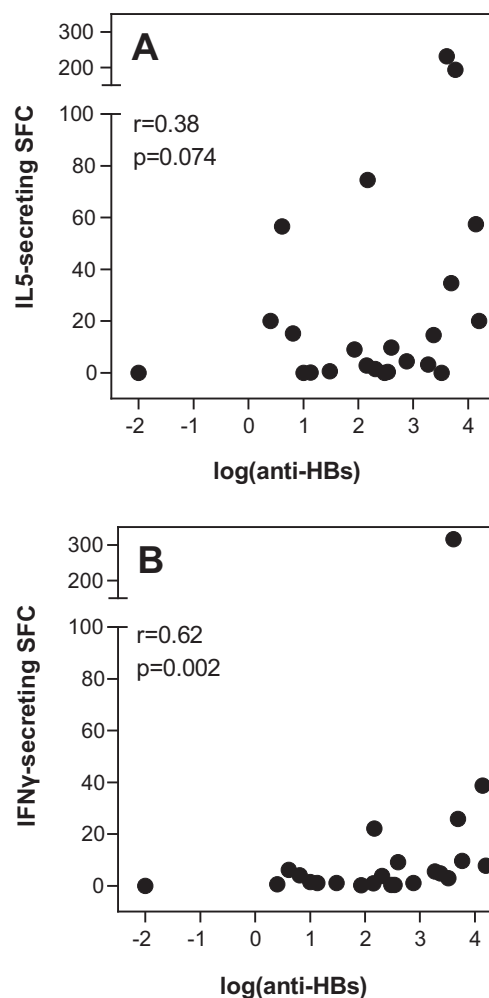 A
300
200
100
80
60
40
20
0
r=0.38
p=0.074
IL5-secreting SFC
-2 -1 0 1 2 3 4
log(anti-HBs)
B
300
200
100
80
60
40
20
0
r=0.62
p=0.002
IFNγ-secreting SFC
-2 -1 0 1 2 3 4
log(anti-HBs)